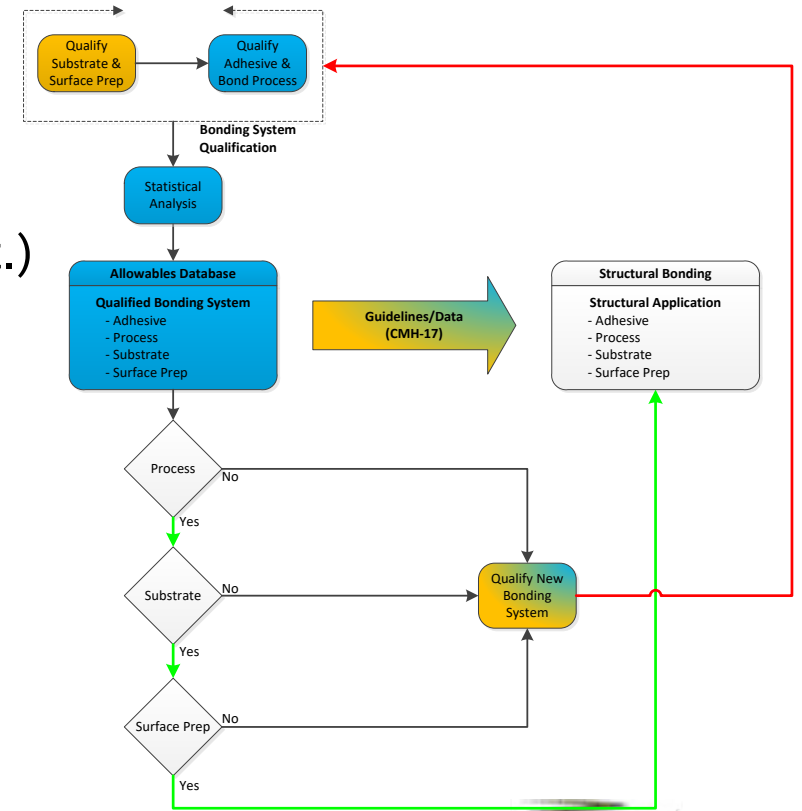 Qualify
Substrate &
Surface Prep
Qualify
Adhesive &
Bond Process
Bonding System
Qualification
Statistical
Analysis
.)
Allowables Database
Qualified Bonding System
- Adhesive
- Process
- Substrate
- Surface Prep
Guidelines/Data
(CMH-17)
Structural Bonding
Structural Application
- Adhesive
- Process
- Substrate
- Surface Prep
Process
No
Yes
Substrate
No
Qualify New
Bonding
System
Yes
Surface Prep
No
Yes